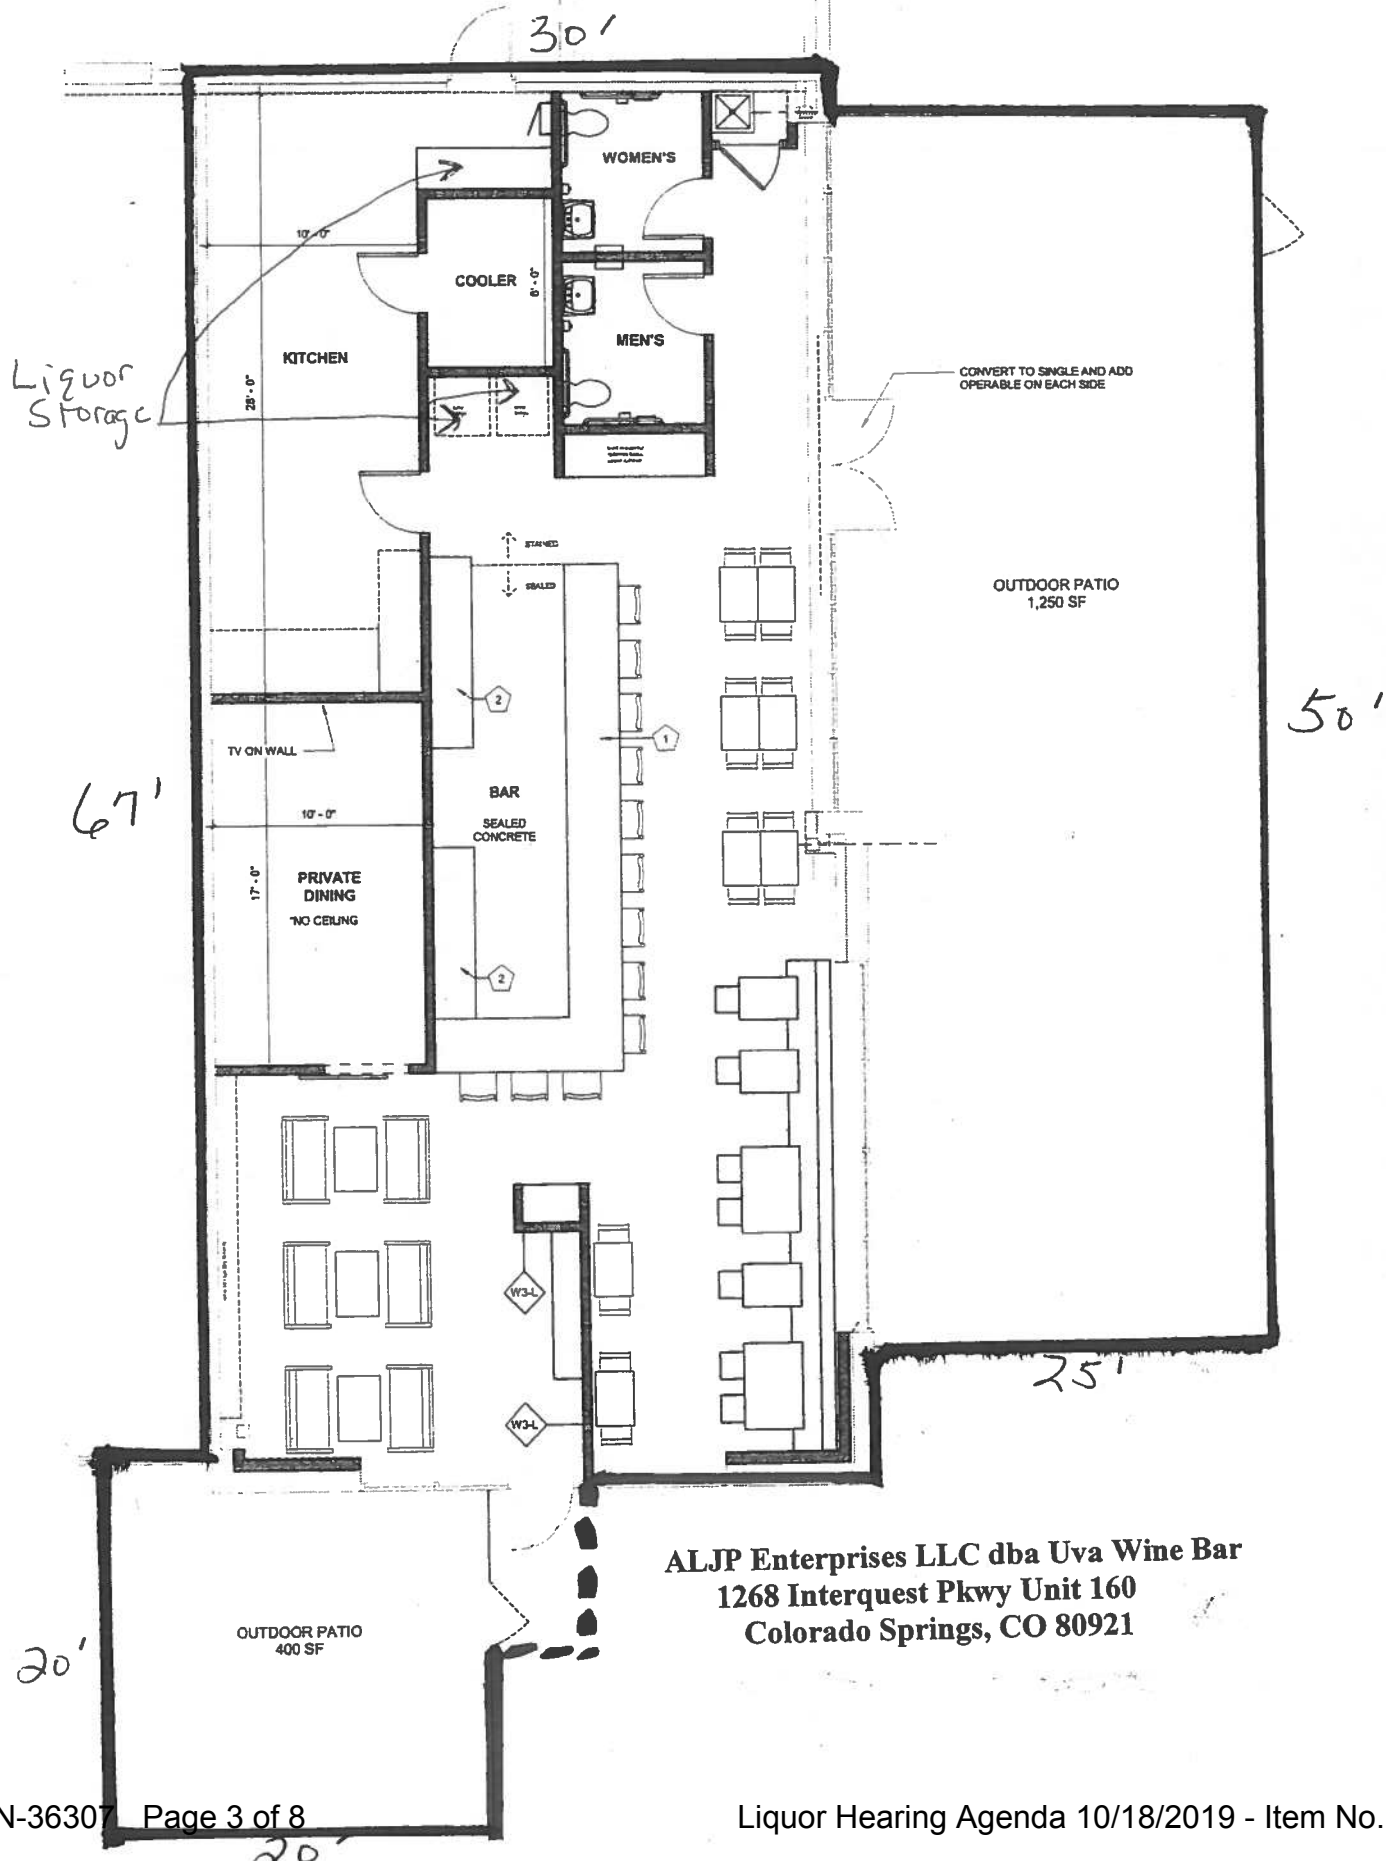 30'
WOMEN'S
10'-0"
COOLER
6'-0"
MEN'S
KITCHEN
28'-0"
Liquor
Storage
CONVERT TO SINGLE AND ADD
OPERABLE ON EACH SIDE
STAINED
SEALED
OUTDOOR PATIO
1,250 SF
50'
2
1
TV ON WALL
67'
BAR
SEALED
CONCRETE
10'-0"
17'-0"
PRIVATE
DINING
*NO CEILING
2
W3-L
25'
W3-L
ALJP Enterprises LLC dba Uva Wine Bar
1268 Interquest Pkwy Unit 160
Colorado Springs, CO 80921
OUTDOOR PATIO
400 SF
20'
N-36307 Page 3 of 8
Liquor Hearing Agenda 10/18/2019 - Item No.
20'